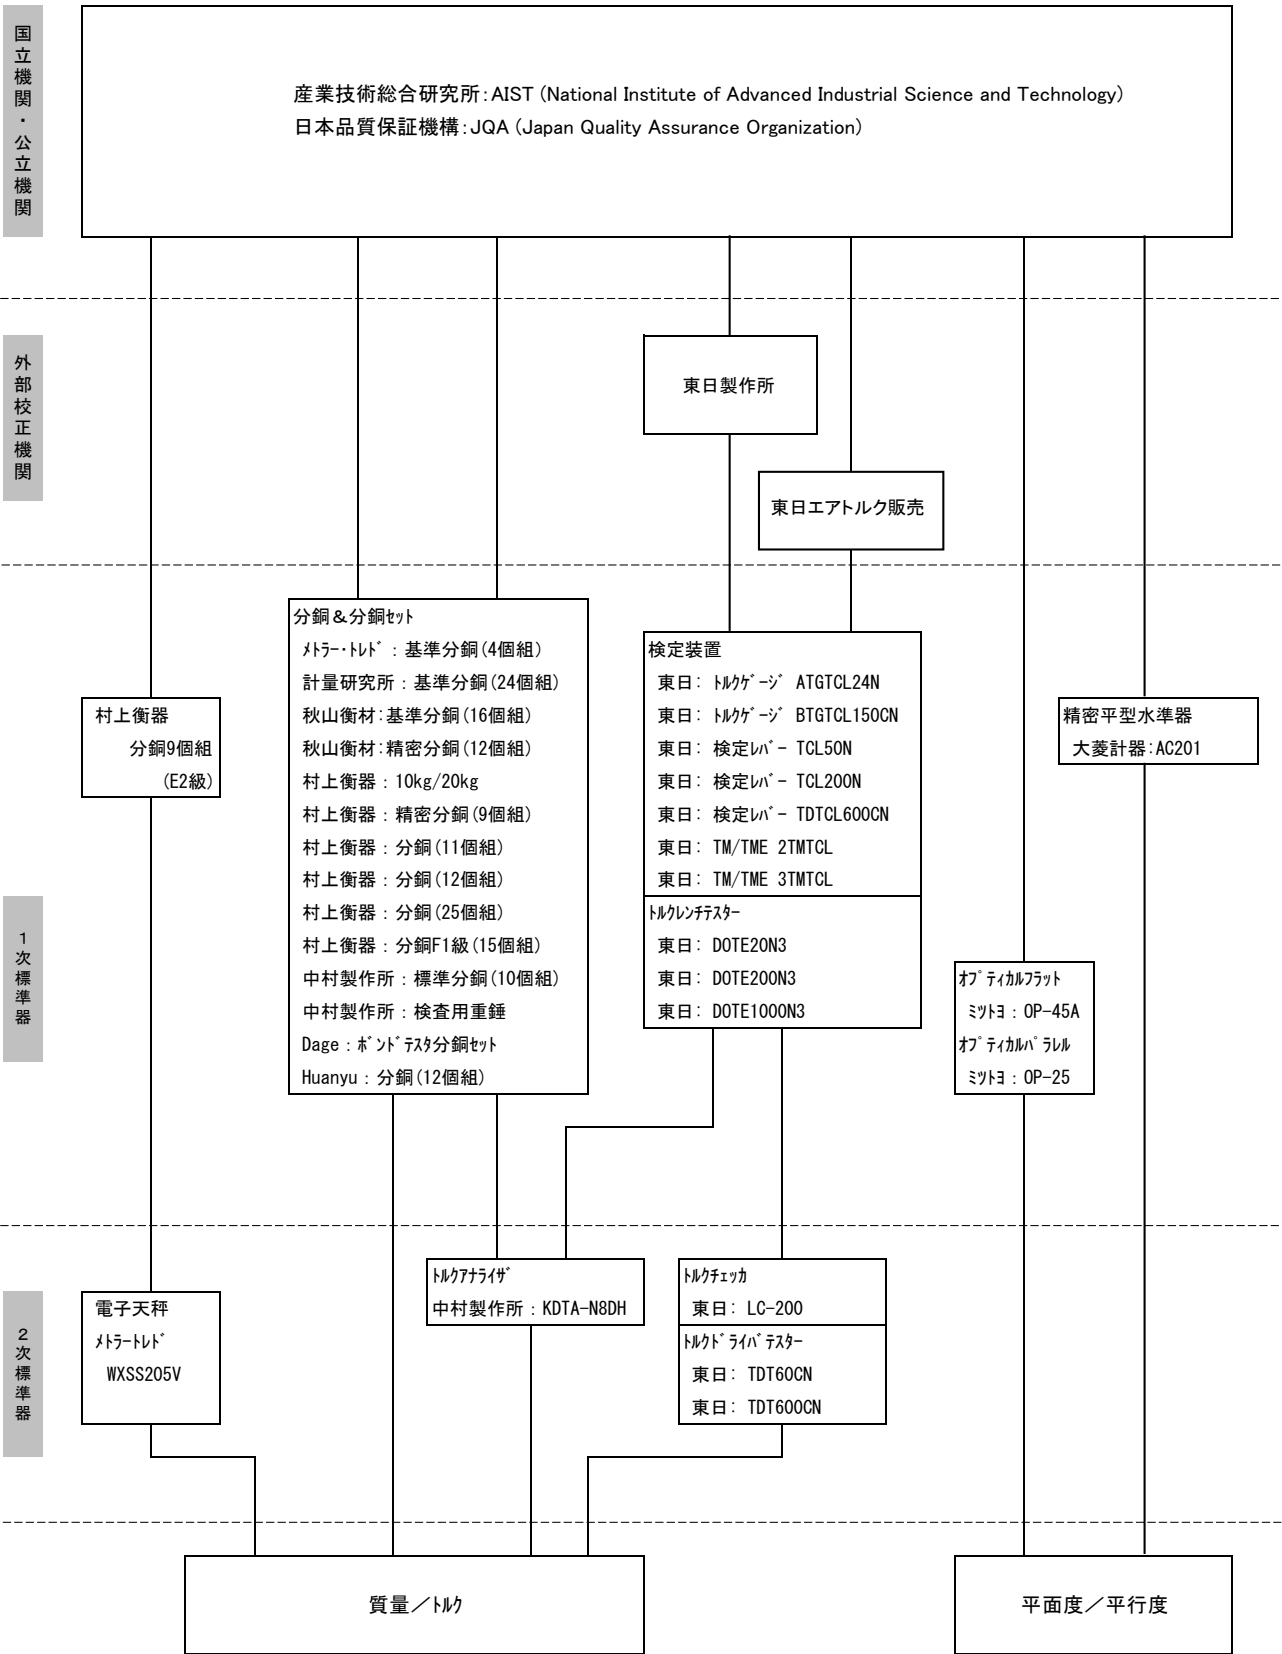 国立機関・公立機関
産業技術総合研究所：AIST (National Institute of Advanced Industrial Science and Technology)
日本品質保証機構：JQA (Japan Quality Assurance Organization)
外部校正機関
東日製作所
東日エアトルク販売
1次標準器
村上衡器
分銅9個組
(E2級)
分銅＆分銅ｾｯﾄ
ﾒﾄﾗｰ･ﾄﾚﾄﾞ：基準分銅(4個組)
計量研究所：基準分銅(24個組)
秋山衡材：基準分銅(16個組)
秋山衡材：精密分銅(12個組)
村上衡器：10kg/20kg
村上衡器：精密分銅(9個組)
村上衡器：分銅(11個組)
村上衡器：分銅(12個組)
村上衡器：分銅(25個組)
村上衡器：分銅F1級(15個組)
中村製作所：標準分銅(10個組)
中村製作所：検査用重錘
Dage：ﾎﾞﾝﾄﾞﾃｽﾀ分銅セット
Huanyu：分銅(12個組)
検定装置
東日： ﾄﾙｸｹﾞｰｼﾞ ATGTCL24N
東日： ﾄﾙｸｹﾞｰｼﾞ BTGTCL150CN
東日： 検定ﾚﾊﾞｰ TCL50N
東日： 検定ﾚﾊﾞｰ TCL200N
東日： 検定ﾚﾊﾞｰ TDTCL600CN
東日： TM/TME 2TMTCL
東日： TM/TME 3TMTCL
ﾄﾙｸﾚﾝﾁﾃｽﾀｰ
東日： DOTE20N3
東日： DOTE200N3
東日： DOTE1000N3
ｵﾌﾟﾃｨｶﾙﾌﾗｯﾄ
ﾐﾂﾄﾖ：OP-45A
ｵﾌﾟﾃｨｶﾙﾊﾟﾗﾚﾙ
ﾐﾂﾄﾖ：OP-25
精密平型水準器
大菱計器：AC201
2次標準器
電子天秤
ﾒﾄﾗｰﾄﾚﾄﾞ
WXSS205V
ﾄﾙｸｱﾅﾗｲｻﾞ
中村製作所：KDTA-N8DH
ﾄﾙｸﾁｪｯｶ
東日： LC-200
ﾄﾙｸﾄﾞﾗｲﾊﾞﾃｽﾀｰ
東日： TDT60CN
東日： TDT600CN
質量／ﾄﾙｸ
平面度／平行度